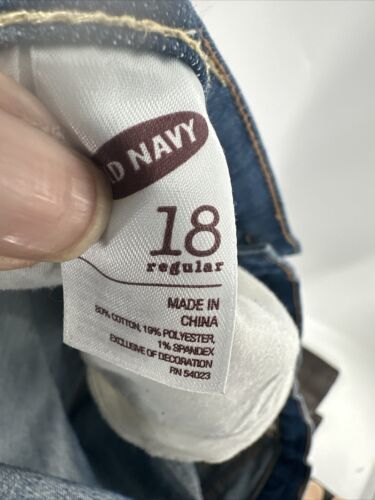 D NAVY
18
regular
MADE IN
CHINA
80% COTTON, 19% POLYESTER,
1% SPANDEX
EXCLUSIVE OF DECORATION
RN 54023